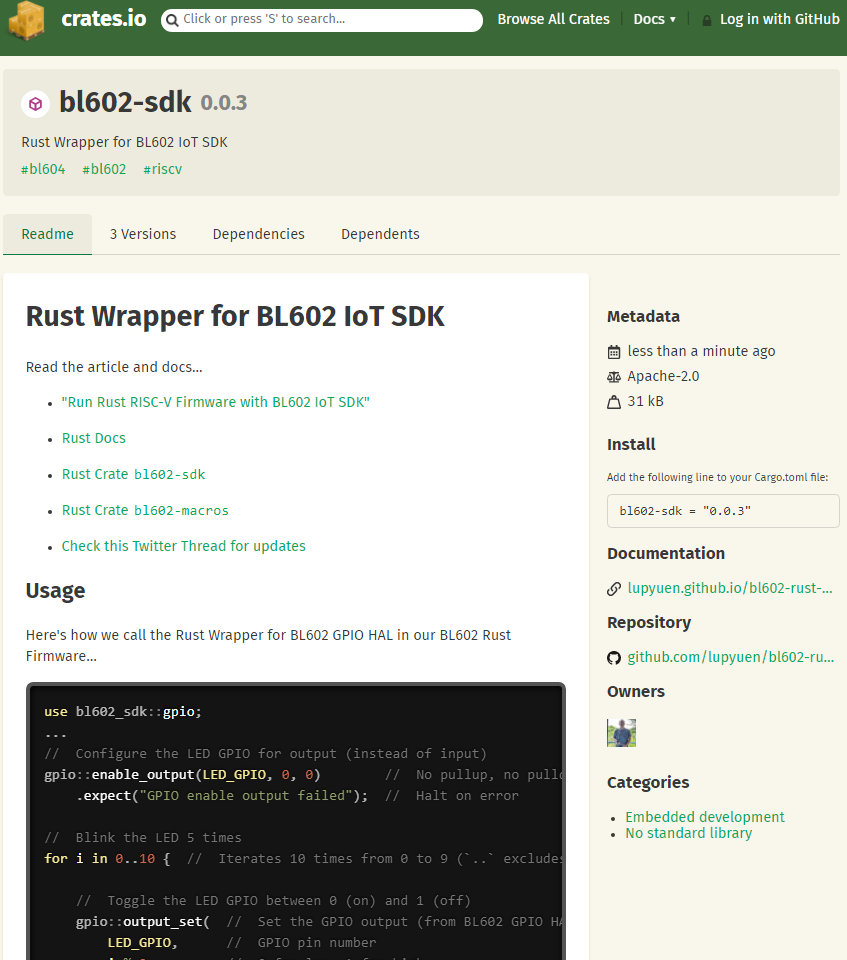 crates.io
Click or press 'S' to search...
Browse All Crates
Docs ▾
Log in with GitHub
bl602-sdk 0.0.3
Rust Wrapper for BL602 IoT SDK
#bl604 #bl602 #riscv
Readme
3 Versions
Dependencies
Dependents
Rust Wrapper for BL602 IoT SDK
Read the article and docs...
"Run Rust RISC-V Firmware with BL602 IoT SDK"
Rust Docs
Rust Crate bl602-sdk
Rust Crate bl602-macros
Check this Twitter Thread for updates
Usage
Here's how we call the Rust Wrapper for BL602 GPIO HAL in our BL602 Rust
Firmware...
use bl602_sdk::gpio;
...
// Configure the LED GPIO for output (instead of input)
gpio::enable_output(LED_GPIO, 0, 0) // No pullup, no
.expect("GPIO enable output failed"); // Halt on error
// Blink the LED 5 times
for i in 0..10 { // Iterates 10 times from 0 to 9 (`..` excludes
// Toggle the LED GPIO between 0 (on) and 1 (off)
gpio::output_set( // Set the GPIO output (from BL602 GPIO
LED_GPIO, // GPIO pin number
Metadata
less than a minute ago
Apache-2.0
31 kB
Install
Add the following line to your Cargo.toml file:
bl602-sdk = "0.0.3"
Documentation
lupyuen.github.io/bl602-rust-...
Repository
github.com/lupyuen/bl602-ru...
Owners
Categories
Embedded development
No standard library